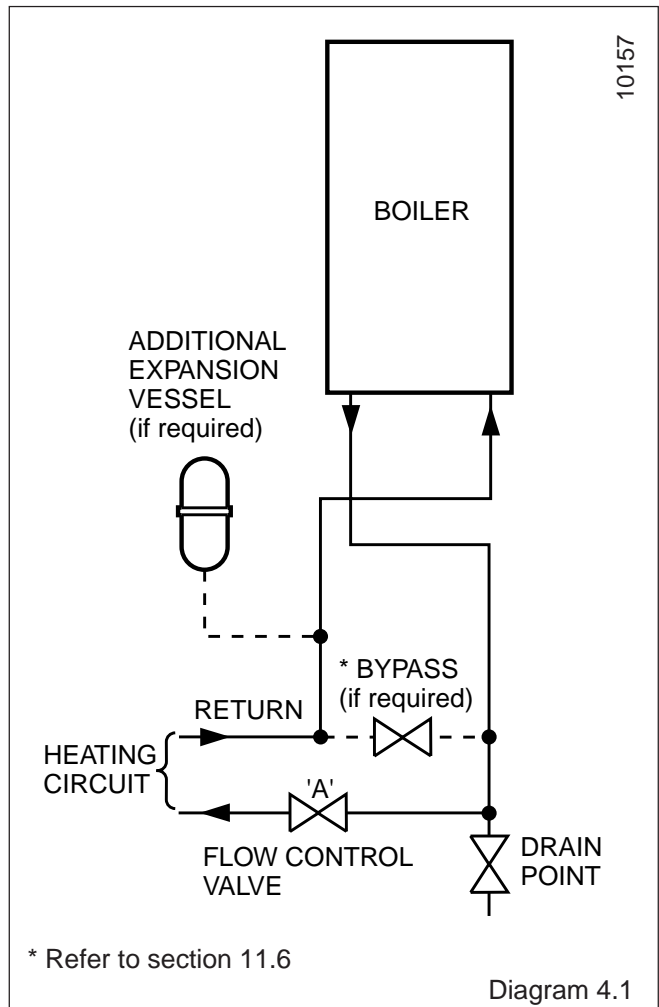 10157
BOILER
ADDITIONAL
EXPANSION
VESSEL
(if required)
* BYPASS
(if required)
RETURN
HEATING
CIRCUIT
'A'
FLOW CONTROL
VALVE
DRAIN
POINT
* Refer to section 11.6
Diagram 4.1